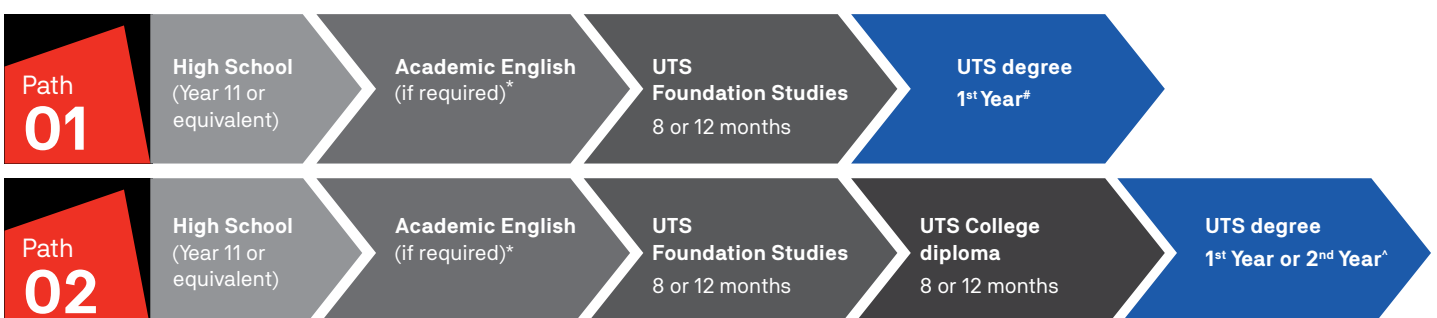 Path
01
High School
(Year 11 or
equivalent)
Academic English
(if required)*
UTS
Foundation Studies
8 or 12 months
UTS degree
1st Year#
Path
02
High School
(Year 11 or
equivalent)
Academic English
(if required)*
UTS
Foundation Studies
8 or 12 months
UTS College
diploma
8 or 12 months
UTS degree
1st Year or 2nd Year^